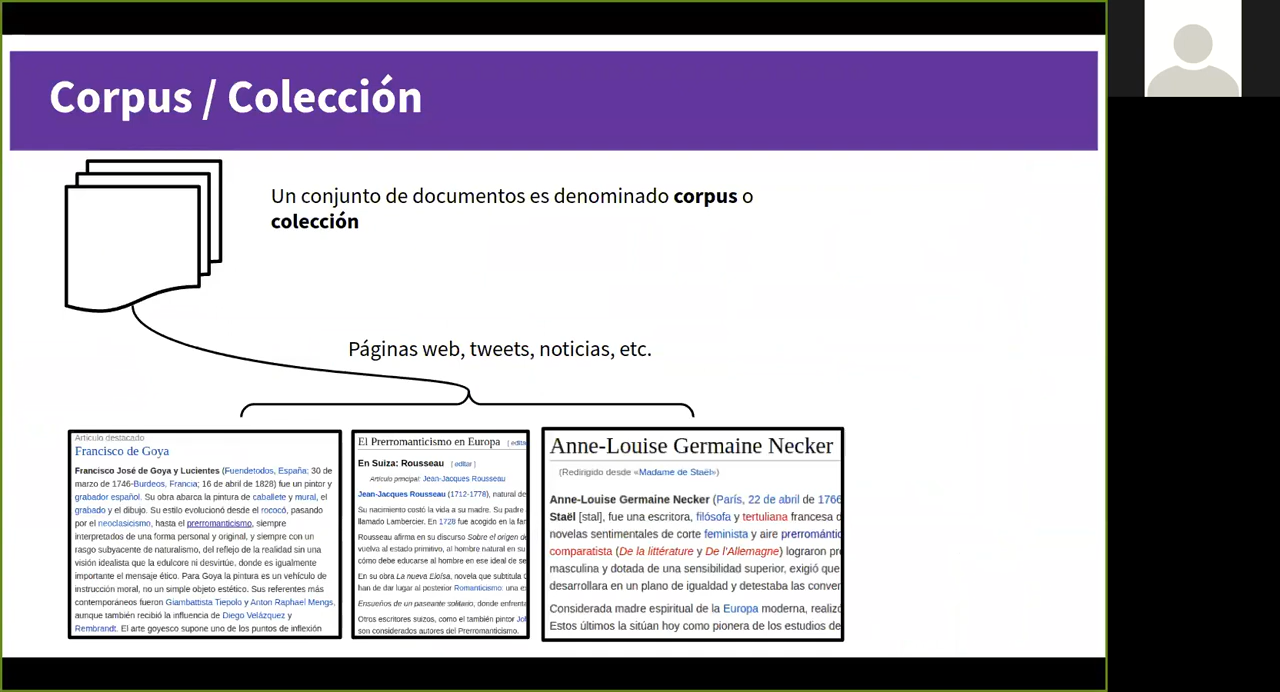 Corpus / Colección
Un conjunto de documentos es denominado corpus o
colección
Páginas web, tweets, noticias, etc.
Artículo destacado
Francisco de Goya
Francisco José de Goya y Lucientes (Fuendetodos, España; 30 de
marzo de 1746-Burdeos, Francia; 16 de abril de 1828) fue un pintor y
grabador español. Su obra abarca la pintura de caballete y mural, el
grabado y el dibujo. Su estilo evolucionó desde el rococó, pasando
por el neoclasicismo, hasta el prerromanticismo, siempre
interpretados de una forma personal y original, y siempre con un
rasgo subyacente de naturalismo, del reflejo de la realidad sin una
visión idealista que la edulcore ni desvirtúe, donde es igualmente
importante el mensaje ético. Para Goya la pintura es un vehículo de
instrucción moral, no un simple objeto estético. Sus referentes más
contemporáneos fueron Giambattista Tiepolo y Anton Raphael Mengs,
aunque también recibió la influencia de Diego Velázquez y
Rembrandt. El arte goyesco supone uno de los puntos de inflexión
El Prerromanticismo en Europa [ edita
En Suiza: Rousseau [ editar ]
Artículo principal: Jean-Jacques Rousseau
Jean-Jacques Rousseau (1712-1778), natural de
Su nacimiento costó la vida a su madre. Su padre
llamado Lambercier. En 1728 fue acogido en la
Rousseau afirma en su discurso Sobre el origen de
vuelva al estado primitivo, al hombre natural en su
cómo debe educarse al hombre en ese ideal de se
En su obra La nueva Eloísa, novela que subtitula
han de dar lugar al posterior Romanticismo: una
Ensueños de un paseante solitario, donde enfrenta
Otros escritores suizos, como el también pintor
son considerados autores del Prerromanticismo.
Anne-Louise Germaine Necker
(Redirigido desde «Madame de Staël»)
Anne-Louise Germaine Necker (París, 22 de abril de 1766
Staël [stal], fue una escritora, filósofa y tertuliana francesa
novelas sentimentales de corte feminista y aire prerrománti
comparatista (De la littérature y De l'Allemagne) lograron
masculina y dotada de una sensibilidad superior, exigió que
desarrollara en un plano de igualdad y detestaba las conver
Considerada madre espiritual de la Europa moderna, realizó
Estos últimos la sitúan hoy como pionera de los estudios de